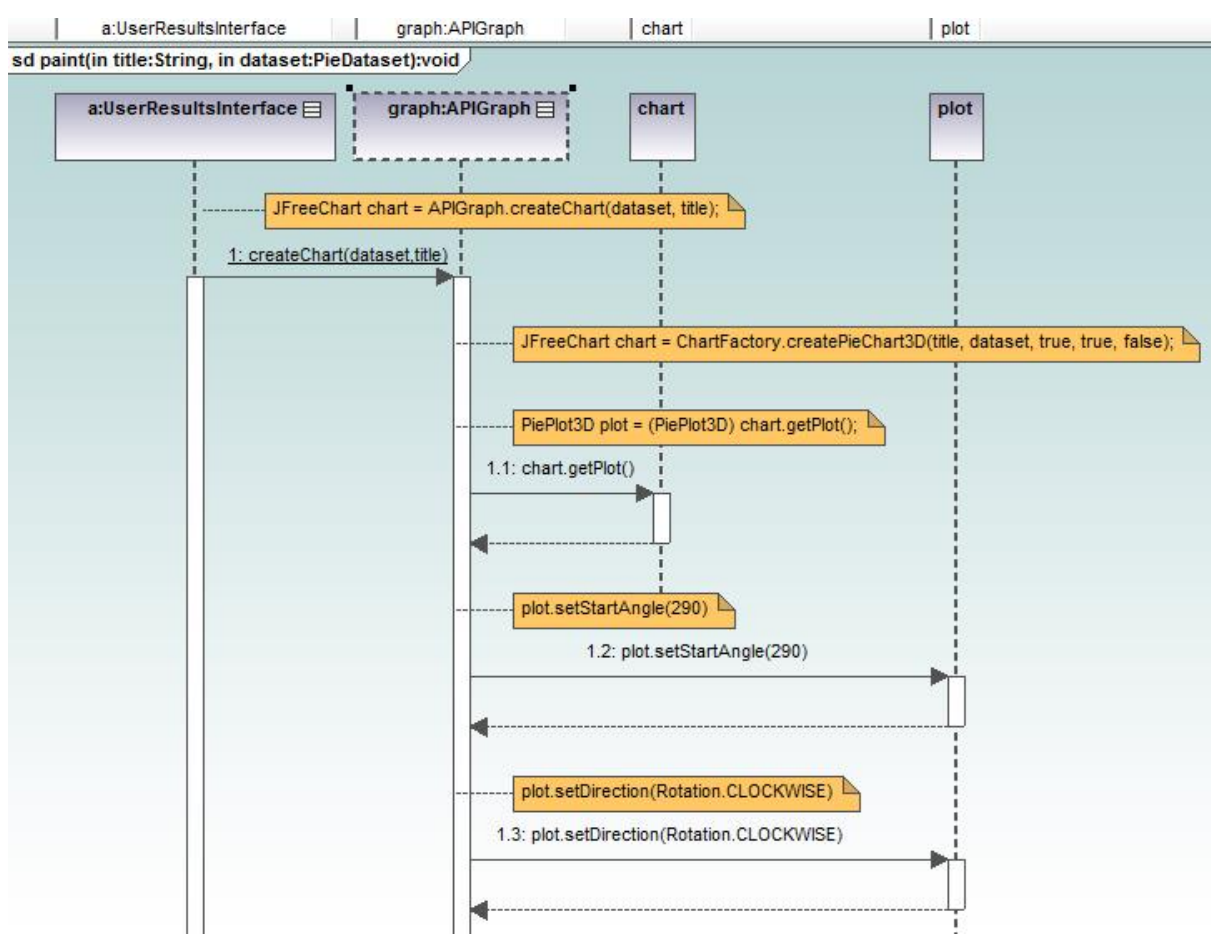 a:UserResultsInterface graph:APIGraph chart plot
sd paint(in title:String, in dataset:PieDataset):void
a:UserResultsInterface graph:APIGraph chart plot
JFreeChart chart = APIGraph.createChart(dataset, title);
1: createChart(dataset,title)
JFreeChart chart = ChartFactory.createPieChart3D(title, dataset, true, true, false);
PiePlot3D plot = (PiePlot3D) chart.getPlot();
1.1: chart.getPlot()
plot.setStartAngle(290)
1.2: plot.setStartAngle(290)
plot.setDirection(Rotation.CLOCKWISE)
1.3: plot.setDirection(Rotation.CLOCKWISE)